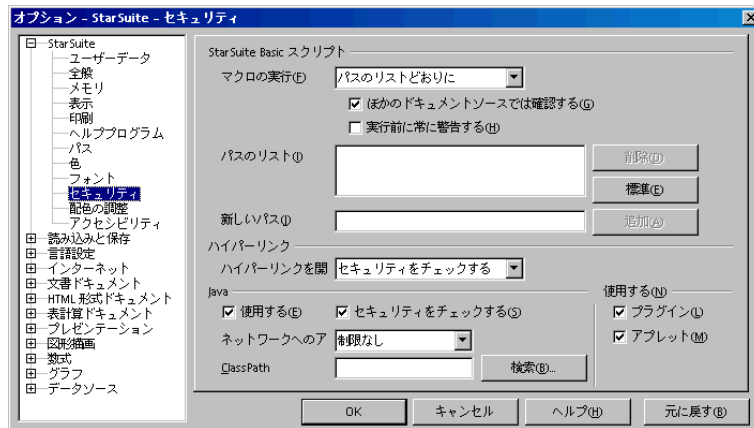 オプション - StarSuite - セキュリティ
StarSuite
ユーザーデータ
全般
メモリ
表示
印刷
ヘルププログラム
パス
色
フォント
セキュリティ
配色の調整
アクセシビリティ
読み込みと保存
言語設定
インターネット
文書ドキュメント
HTML 形式ドキュメント
表計算ドキュメント
プレゼンテーション
図形描画
数式
グラフ
データソース
StarSuite Basic スクリプト
マクロの実行(F) パスのリストどおりに
ほかのドキュメントソースでは確認する(G)
実行前に常に警告する(H)
パスのリスト(I) 削除(D)
標準(E)
新しいパス(I) 追加(A)
ハイパーリンク
ハイパーリンクを開 セキュリティをチェックする
Java 使用する(N)
使用する(E) セキュリティをチェックする(S) プラグイン(L)
ネットワークへのア 制限なし アプレット(M)
ClassPath 検索(B)...
OK キャンセル ヘルプ(H) 元に戻す(B)